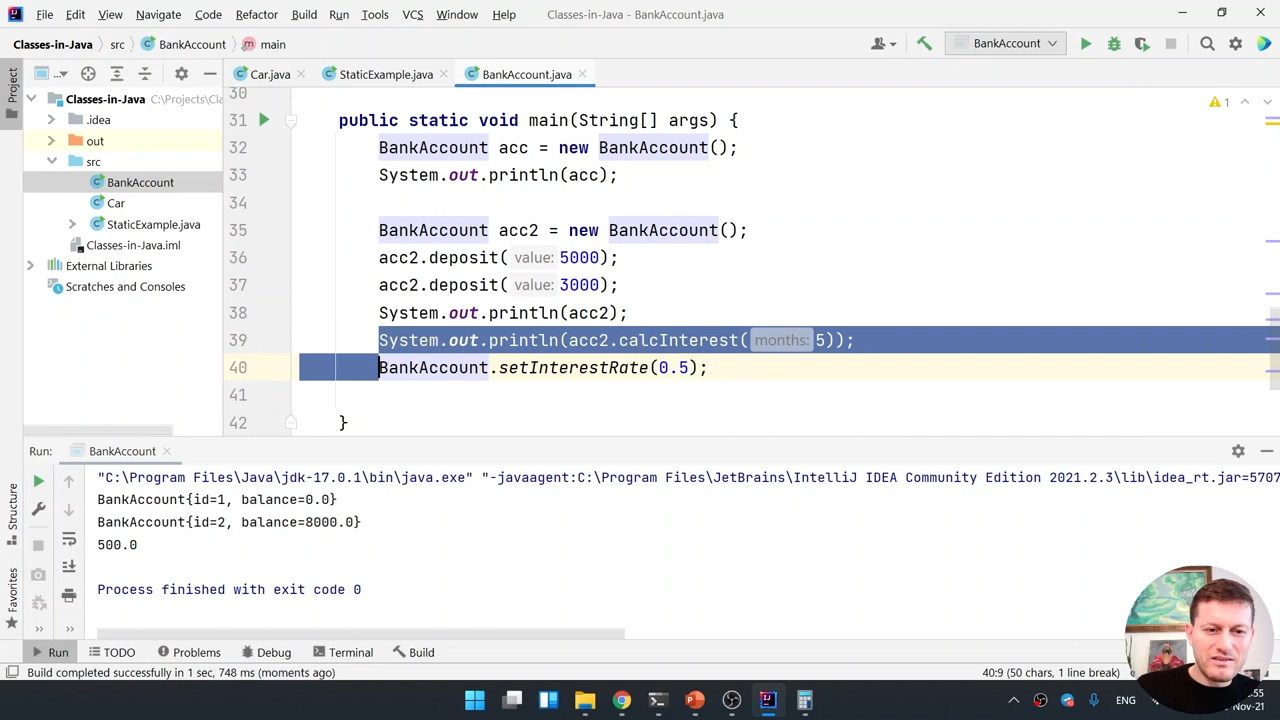 File Edit View Navigate Code Refactor Build Run Tools VCS Window Help Classes-in-Java - BankAccount.java
Classes-in-Java src BankAccount main BankAccount
Project
... Car.java StaticExample.java BankAccount.java
Classes-in-Java C:\Projects\Cla
.idea
out
src
BankAccount
Car
StaticExample.java
Classes-in-Java.iml
External Libraries
Scratches and Consoles
1
30
31 public static void main(String[] args) {
32 BankAccount acc = new BankAccount();
33 System.out.println(acc);
34
35 BankAccount acc2 = new BankAccount();
36 acc2.deposit( value: 5000);
37 acc2.deposit( value: 3000);
38 System.out.println(acc2);
39 System.out.println(acc2.calcInterest( months: 5));
40 BankAccount.setInterestRate(0.5);
41
42 }
Run: BankAccount
"C:\Program Files\Java\jdk-17.0.1\bin\java.exe" "-javaagent:C:\Program Files\JetBrains\IntelliJ IDEA Community Edition 2021.2.3\lib\idea_rt.jar=5707
BankAccount{id=1, balance=0.0}
BankAccount{id=2, balance=8000.0}
500.0
Process finished with exit code 0
Structure
Favorites
Run TODO Problems Debug Terminal Build
Build completed successfully in 1 sec, 748 ms (moments ago) 40:9 (50 chars, 1 line break)
ENG